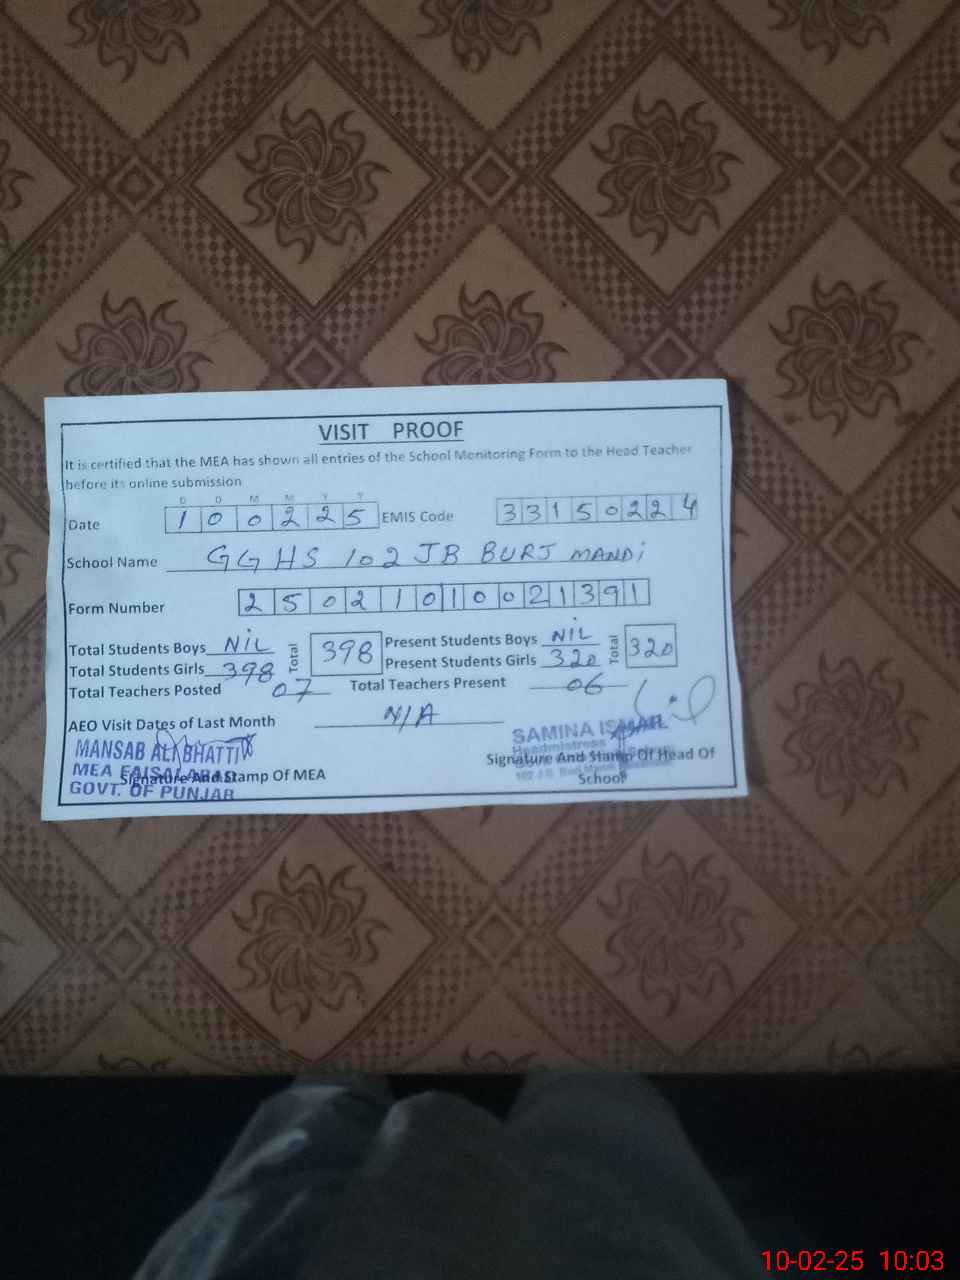 VISIT PROOF
It is certified that the MEA has shown all entries of the School Monitoring Form to the Head Teacher
before its online submission
D D M M Y Y
Date 1 0 0 2 2 5 EMIS Code 3 3 1 5 0 2 2 4
School Name GGHS 102 JB BURJ MANDi
Form Number 2 5 0 2 1 0 1 0 0 2 1 3 9 1
Total Students Boys NiL Total 398 Present Students Boys NiL Total 320
Total Students Girls 398 Present Students Girls 320
Total Teachers Posted 07 Total Teachers Present 06
AEO Visit Dates of Last Month N/A
MANSAB ALI BHATTI
MEA FAISALABAD
GOVT. OF PUNJAB
Signature And Stamp Of MEA
SAMINA ISMAIL
Headmistress
Signature And Stamp Of Head Of
School
10-02-25 10:03